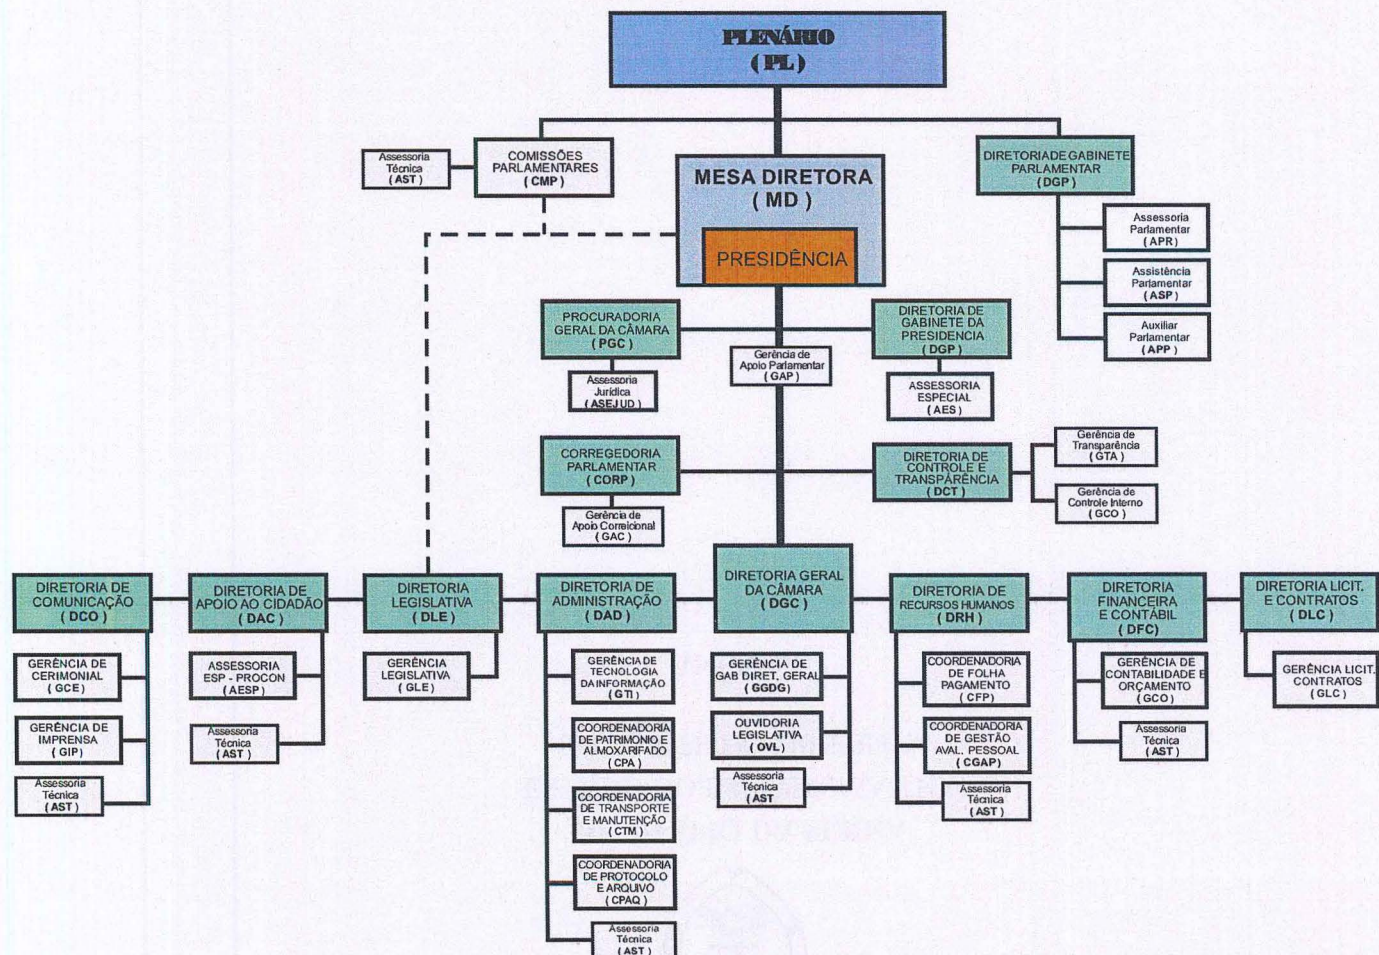 PLENÁRIO
( PL )
Assessoria
Técnica
( AST )
COMISSÕES
PARLAMENTARES
( CMP )
MESA DIRETORA
( MD )
PRESIDÊNCIA
DIRETORIA DE GABINETE
PARLAMENTAR
( DGP )
Assessoria
Parlamentar
( APR )
Assistência
Parlamentar
( ASP )
Auxiliar
Parlamentar
( APP )
PROCURADORIA
GERAL DA CÂMARA
( PGC )
Assessoria
Jurídica
( ASEJUD )
Gerência de
Apoio Parlamentar
( GAP )
DIRETORIA DE
GABINETE DA
PRESIDENCIA
( DGP )
ASSESSORIA
ESPECIAL
( AES )
CORREGEDORIA
PARLAMENTAR
( CORP )
Gerência de
Apoio Correicional
( GAC )
DIRETORIA DE
CONTROLE E
TRANSPARÊNCIA
( DCT )
Gerência de
Transparência
( GTA )
Gerência de
Controle Interno
( GCO )
DIRETORIA DE
COMUNICAÇÃO
( DCO )
GERÊNCIA DE
CERIMONIAL
( GCE )
GERÊNCIA DE
IMPRENSA
( GIP )
Assessoria
Técnica
( AST )
DIRETORIA DE
APOIO AO CIDADÃO
( DAC )
ASSESSORIA
ESP - PROCON
( AESP )
Assessoria
Técnica
( AST )
DIRETORIA
LEGISLATIVA
( DLE )
GERÊNCIA
LEGISLATIVA
( GLE )
DIRETORIA DE
ADMINISTRAÇÃO
( DAD )
GERÊNCIA DE
TECNOLOGIA
DA INFORMAÇÃO
( GTI )
COORDENADORIA
DE PATRIMONIO E
ALMOXARIFADO
( CPA )
COORDENADORIA
DE TRANSPORTE
E MANUTENÇÃO
( CTM )
COORDENADORIA
DE PROTOCOLO
E ARQUIVO
( CPAQ )
Assessoria
Técnica
( AST )
DIRETORIA GERAL
DA CÂMARA
( DGC )
GERÊNCIA DE
GAB DIRET. GERAL
( GGDG )
OUVIDORIA
LEGISLATIVA
( OVL )
Assessoria
Técnica
( AST
DIRETORIA DE
RECURSOS HUMANOS
( DRH )
COORDENADORIA
DE FOLHA
PAGAMENTO
( CFP )
COORDENADORIA
DE GESTÃO
AVAL. PESSOAL
( CGAP )
Assessoria
Técnica
( AST )
DIRETORIA
FINANCEIRA
E CONTÁBIL
( DFC)
GERÊNCIA DE
CONTABILIDADE E
ORÇAMENTO
( GCO )
Assessoria
Técnica
( AST )
DIRETORIA LICIT.
E CONTRATOS
( DLC )
GERÊNCIA LICIT.
CONTRATOS
( GLC )